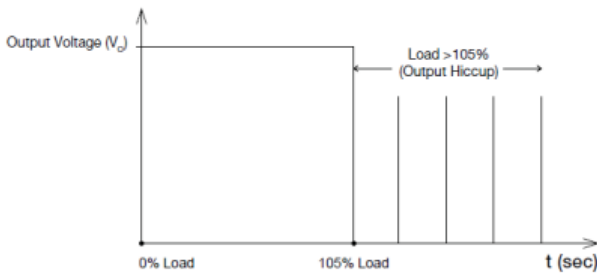 Output Voltage (Vo)
Load >105%
(Output Hiccup)
0% Load
105% Load
t (sec)